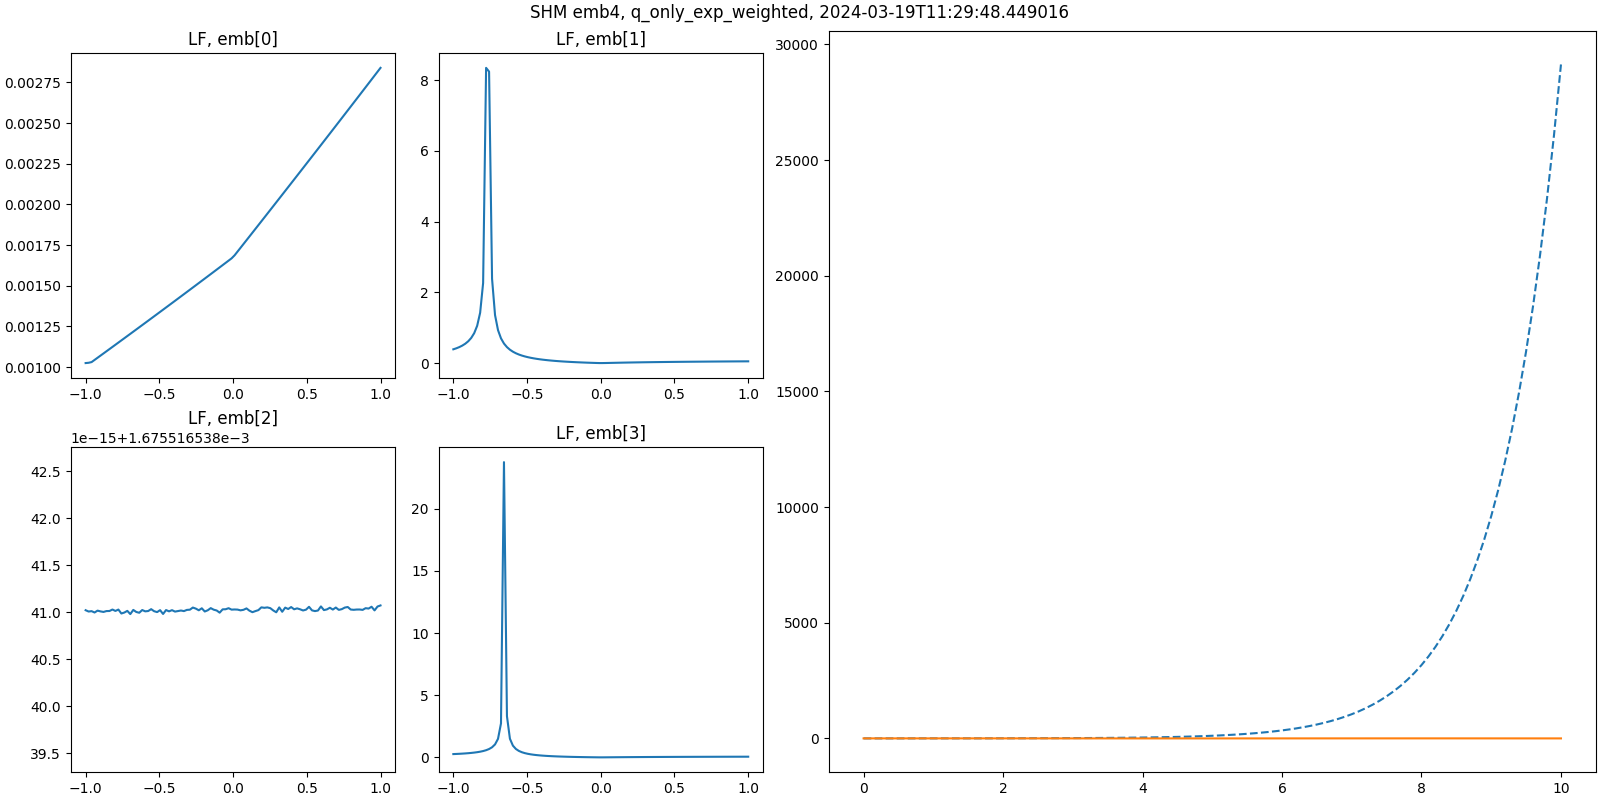 SHM emb4, q_only_exp_weighted, 2024-03-19T11:29:48.449016
LF, emb[0]
0.00275
0.00250
0.00225
0.00200
0.00175
0.00150
0.00125
0.00100
−1.0 −0.5 0.0 0.5 1.0
LF, emb[1]
8
6
4
2
0
−1.0 −0.5 0.0 0.5 1.0
LF, emb[2]
1e−15+1.675516538e−3
42.5
42.0
41.5
41.0
40.5
40.0
39.5
−1.0 −0.5 0.0 0.5 1.0
LF, emb[3]
20
15
10
5
0
−1.0 −0.5 0.0 0.5 1.0
30000
25000
20000
15000
10000
5000
0
0 2 4 6 8 10